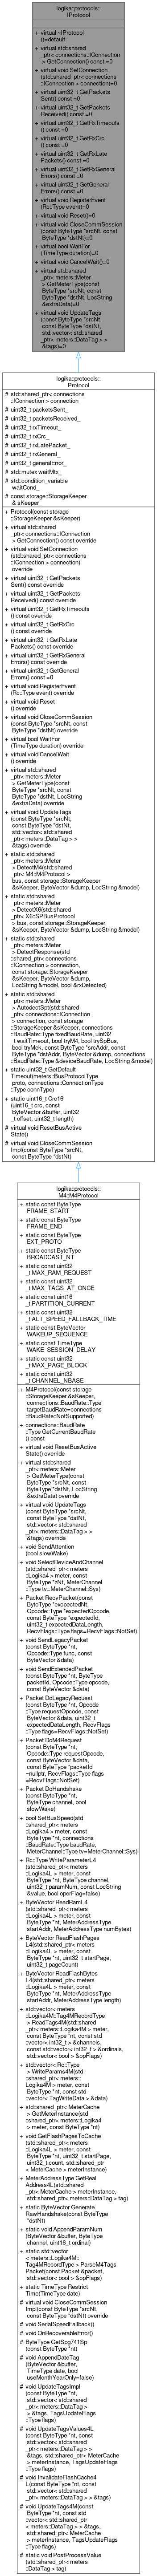 logika::protocols::
IProtocol
+ virtual ~IProtocol
()=default
+ virtual std::shared
_ptr< connections::IConnection
> GetConnection() const =0
+ virtual void SetConnection
(std::shared_ptr< connections
::IConnection > connection)=0
+ virtual uint32_t GetPackets
Sent() const =0
+ virtual uint32_t GetPackets
Received() const =0
+ virtual uint32_t GetRxTimeouts
() const =0
+ virtual uint32_t GetRxCrc
() const =0
+ virtual uint32_t GetRxLate
Packets() const =0
+ virtual uint32_t GetRxGeneral
Errors() const =0
+ virtual uint32_t GetGeneral
Errors() const =0
+ virtual void RegisterEvent
(Rc::Type event)=0
+ virtual void Reset()=0
+ virtual void CloseCommSession
(const ByteType *srcNt, const
ByteType *dstNt)=0
+ virtual bool WaitFor
(TimeType duration)=0
+ virtual void CancelWait()=0
+ virtual std::shared
_ptr< meters::Meter
> GetMeterType(const
ByteType *srcNt, const
ByteType *dstNt, LocString
&extraData)=0
+ virtual void UpdateTags
(const ByteType *srcNt,
const ByteType *dstNt,
std::vector< std::shared
_ptr< meters::DataTag > >
&tags)=0
logika::protocols::
Protocol
# std::shared_ptr< connections
::IConnection > connection_
# uint32_t packetsSent_
# uint32_t packetsReceived_
# uint32_t rxTimeout_
# uint32_t rxCrc_
# uint32_t rxLatePacket_
# uint32_t rxGeneral_
# uint32_t generalError_
# std::mutex waitMtx_
# std::condition_variable
waitCond_
# const storage::StorageKeeper
& sKeeper_
+ Protocol(const storage
::StorageKeeper &sKeeper)
+ virtual std::shared
_ptr< connections::IConnection
> GetConnection() const override
+ virtual void SetConnection
(std::shared_ptr< connections
::IConnection > connection)
override
+ virtual uint32_t GetPackets
Sent() const override
+ virtual uint32_t GetPackets
Received() const override
+ virtual uint32_t GetRxTimeouts
() const override
+ virtual uint32_t GetRxCrc
() const override
+ virtual uint32_t GetRxLate
Packets() const override
+ virtual uint32_t GetRxGeneral
Errors() const override
+ virtual uint32_t GetGeneral
Errors() const =0
+ virtual void RegisterEvent
(Rc::Type event) override
+ virtual void Reset
() override
+ virtual void CloseCommSession
(const ByteType *srcNt, const
ByteType *dstNt) override
+ virtual bool WaitFor
(TimeType duration) override
+ virtual void CancelWait
() override
+ virtual std::shared
_ptr< meters::Meter
> GetMeterType(const
ByteType *srcNt, const
ByteType *dstNt, LocString
&extraData) override
+ virtual void UpdateTags
(const ByteType *srcNt,
const ByteType *dstNt,
std::vector< std::shared
_ptr< meters::DataTag > >
&tags) override
+ static std::shared
_ptr< meters::Meter
> DetectM4(std::shared
_ptr< M4::M4Protocol >
bus, const storage::StorageKeeper
&sKeeper, ByteVector &dump, LocString &model)
+ static std::shared
_ptr< meters::Meter
> DetectX6(std::shared
_ptr< X6::SPBusProtocol
> bus, const storage::StorageKeeper
&sKeeper, ByteVector &dump, LocString &model)
+ static std::shared
_ptr< meters::Meter
> DetectResponse(std
::shared_ptr< connections
::IConnection > connection,
const storage::StorageKeeper
&sKeeper, ByteVector &dump,
LocString &model, bool &rxDetected)
+ static std::shared
_ptr< meters::Meter
> AutodectSpt(std::shared
_ptr< connections::IConnection
> connection, const storage
::StorageKeeper &sKeeper, connections
::BaudRate::Type fixedBaudRate, uint32
_t waitTimeout, bool tryM4, bool trySpBus,
bool tryMek, const ByteType *srcAddr, const
ByteType *dstAddr, ByteVector &dump, connections
::BaudRate::Type &deviceBaudRate, LocString &model)
+ static uint32_t GetDefault
Timeout(meters::BusProtocolType
proto, connections::ConnectionType
::Type connType)
+ static uint16_t Crc16
(uint16_t crc, const
ByteVector &buffer, uint32
_t offset, uint32_t length)
# virtual void ResetBusActive
State()
# virtual void CloseCommSession
Impl(const ByteType *srcNt,
const ByteType *dstNt)
logika::protocols::
M4::M4Protocol
+ static const ByteType
FRAME_START
+ static const ByteType
FRAME_END
+ static const ByteType
EXT_PROTO
+ static const ByteType
BROADCAST_NT
+ static const uint32
_t MAX_RAM_REQUEST
+ static const uint32
_t MAX_TAGS_AT_ONCE
+ static const uint16
_t PARTITION_CURRENT
+ static const uint32
_t ALT_SPEED_FALLBACK_TIME
+ static const ByteVector
WAKEUP_SEQUENCE
+ static const TimeType
WAKE_SESSION_DELAY
+ static const uint32
_t MAX_PAGE_BLOCK
+ static const uint32
_t CHANNEL_NBASE
+ M4Protocol(const storage
::StorageKeeper &sKeeper,
connections::BaudRate::Type
targetBaudRate=connections
::BaudRate::NotSupported)
+ connections::BaudRate
::Type GetCurrentBaudRate
() const
+ virtual void ResetBusActive
State() override
+ virtual std::shared
_ptr< meters::Meter
> GetMeterType(const
ByteType *srcNt, const
ByteType *dstNt, LocString
&extraData) override
+ virtual void UpdateTags
(const ByteType *srcNt,
const ByteType *dstNt,
std::vector< std::shared
_ptr< meters::DataTag > >
&tags) override
+ void SendAttention
(bool slowWake)
+ void SelectDeviceAndChannel
(std::shared_ptr< meters
::Logika4 > meter, const
ByteType *zNt, MeterChannel
::Type tv=MeterChannel::Sys)
+ Packet RecvPacket(const
ByteType *excpectedNt,
Opcode::Type *expectedOpcode,
const ByteType *expectedId,
uint32_t expectedDataLength,
RecvFlags::Type flags=RecvFlags::NotSet)
+ void SendLegacyPacket
(const ByteType *nt,
Opcode::Type func, const
ByteVector &data)
+ void SendExtendedPacket
(const ByteType *nt, ByteType
packetId, Opcode::Type opcode,
const ByteVector &data)
+ Packet DoLegacyRequest
(const ByteType *nt, Opcode
::Type requestOpcode, const
ByteVector &data, uint32_t
expectedDataLength, RecvFlags
::Type flags=RecvFlags::NotSet)
+ Packet DoM4Request
(const ByteType *nt,
Opcode::Type requestOpcode,
const ByteVector &data,
const ByteType *packetId
=nullptr, RecvFlags::Type flags
=RecvFlags::NotSet)
+ Packet DoHandshake
(const ByteType *nt,
ByteType channel, bool
slowWake)
+ bool SetBusSpeed(std
::shared_ptr< meters
::Logika4 > meter, const
ByteType *nt, connections
::BaudRate::Type baudRate,
MeterChannel::Type tv=MeterChannel::Sys)
+ Rc::Type WriteParameterL4
(std::shared_ptr< meters
::Logika4L > meter, const
ByteType *nt, ByteType channel,
uint32_t paramNum, const LocString
&value, bool operFlag=false)
+ ByteVector ReadRamL4
(std::shared_ptr< meters
::Logika4L > meter, const
ByteType *nt, MeterAddressType
startAddr, MeterAddressType numBytes)
+ ByteVector ReadFlashPages
L4(std::shared_ptr< meters
::Logika4L > meter, const
ByteType *nt, uint32_t startPage,
uint32_t pageCount)
+ ByteVector ReadFlashBytes
L4(std::shared_ptr< meters
::Logika4L > meter, const
ByteType *nt, MeterAddressType
startAddr, MeterAddressType length)
+ std::vector< meters
::Logika4M::Tag4MRecordType
> ReadTags4M(std::shared
_ptr< meters::Logika4M > meter,
const ByteType *nt, const std
::vector< int32_t > &channels,
const std::vector< int32_t > &ordinals,
std::vector< bool > &opFlags)
+ std::vector< Rc::Type
> WriteParams4M(std
::shared_ptr< meters::
Logika4M > meter, const
ByteType *nt, const std
::vector< TagWriteData > &data)
+ std::shared_ptr< MeterCache
> GetMeterInstance(std
::shared_ptr< meters::Logika4
> meter, const ByteType *nt)
+ void GetFlashPagesToCache
(std::shared_ptr< meters
::Logika4L > meter, const
ByteType *nt, uint32_t startPage,
uint32_t count, std::shared_ptr
< MeterCache > meterInstance)
+ MeterAddressType GetReal
Address4L(std::shared
_ptr< MeterCache > meterInstance,
std::shared_ptr< meters::DataTag > tag)
+ static ByteVector Generate
RawHandshake(const ByteType
*dstNt)
+ static void AppendParamNum
(ByteVector &buffer, ByteType
channel, uint16_t ordinal)
+ static std::vector
< meters::Logika4M::
Tag4MRecordType > ParseM4Tags
Packet(const Packet &packet,
std::vector< bool > &opFlags)
+ static TimeType Restrict
Time(TimeType date)
# virtual void CloseCommSession
Impl(const ByteType *srcNt,
const ByteType *dstNt) override
# void SerialSpeedFallback()
# void OnRecoverableError()
# ByteType GetSpg741Sp
(const ByteType *nt)
# void AppendDateTag
(ByteVector &buffer,
TimeType date, bool
useMonthYearOnly=false)
# void UpdateTagsImpl
(const ByteType *nt,
std::vector< std::shared
_ptr< meters::DataTag
> > &tags, TagsUpdateFlags
::Type flags)
# void UpdateTagsValues4L
(const ByteType *nt, const
std::vector< std::shared
_ptr< meters::DataTag > >
&tags, std::shared_ptr< MeterCache
> meterInstance, TagsUpdateFlags
::Type flags)
# void InvalidateFlashCache4
L(const ByteType *nt, const
std::vector< std::shared
_ptr< meters::DataTag > > &tags)
# void UpdateTags4M(const
ByteType *nt, const std
::vector< std::shared_ptr
< meters::DataTag > > &tags,
std::shared_ptr< MeterCache
> meterInstance, TagsUpdateFlags
::Type flags)
# static void PostProcessValue
(std::shared_ptr< meters
::DataTag > tag)